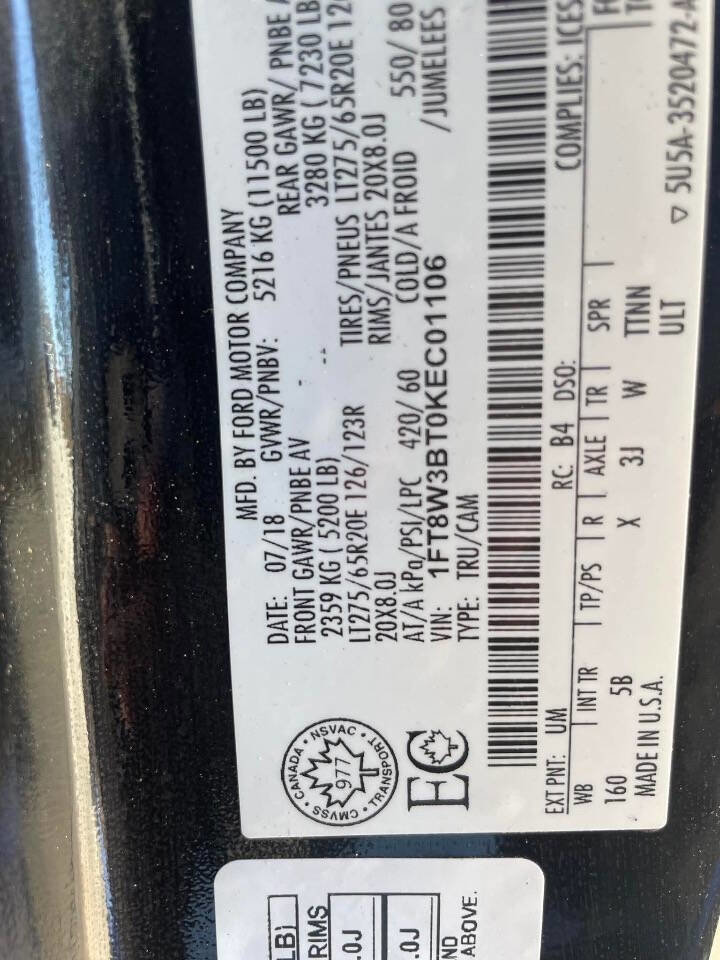 MFD. BY FORD MOTOR COMPANY
DATE: 07/18 GVWR/PNBV: 5216 KG (11500 LB)
FRONT GAWR/PNBE AV REAR GAWR/ PNBE
2359 KG ( 5200 LB) 3280 KG ( 7230 LB
LT275/65R20E 126/123R TIRES/PNEUS LT275/65R20E
20X8.0J RIMS/JANTES 20X8.0J
AT/A kPa/PSI/LPC 420/ 60 COLD/A FROID 550/ 80
VIN: 1FT8W3BT0KEC01106 /JUMELEES
TYPE: TRU/CAM
COMPLIES: ICES
EXT PNT: UM RC: B4 DSO:
WB INT TR TP/PS R AXLE TR SPR
160 5B X 3J W TTNN
MADE IN U.S.A. ULT
▽ 5U5A-3520472-A
CANADA · NSVAC · TRANSPORT · CMVSS
977
EC
LB)
RIMS
.0J
.0J
ND
ABOVE.